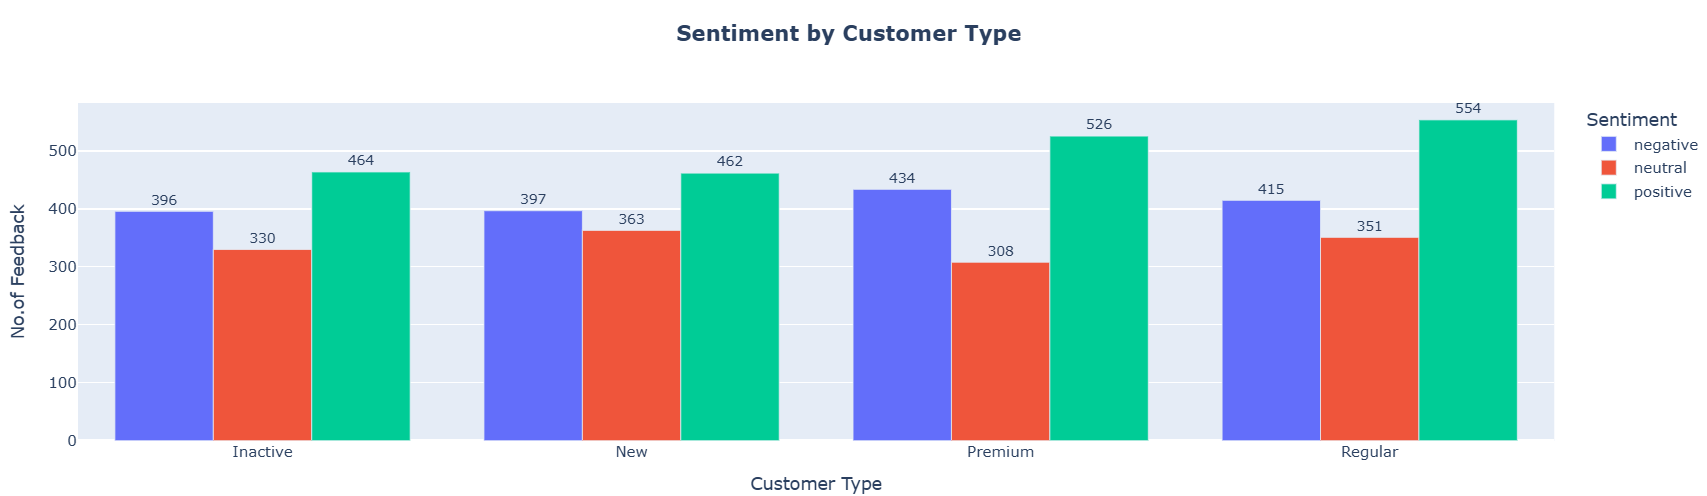 Sentiment by Customer Type
No.of Feedback
500
400
300
200
100
0
396
330
464
397
363
462
434
308
526
415
351
554
Inactive
New
Premium
Regular
Customer Type
Sentiment
negative
neutral
positive